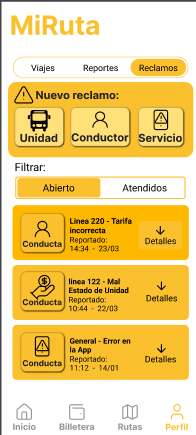 MiRuta
Viajes Reportes Reclamos
Nuevo reclamo:
Unidad Conductor Servicio
Filtrar:
Abierto Atendidos
Linea 220 - Tarifa
incorrecta
Reportado:
14:34 - 23/03
Conducta
Detalles
linea 122 - Mal
Estado de Unidad
Reportado:
10:44 - 22/03
Conducta
Detalles
General - Error en
la App
Reportado:
11:12 - 14/01
Conducta
Detalles
Inicio Billetera Rutas Perfil